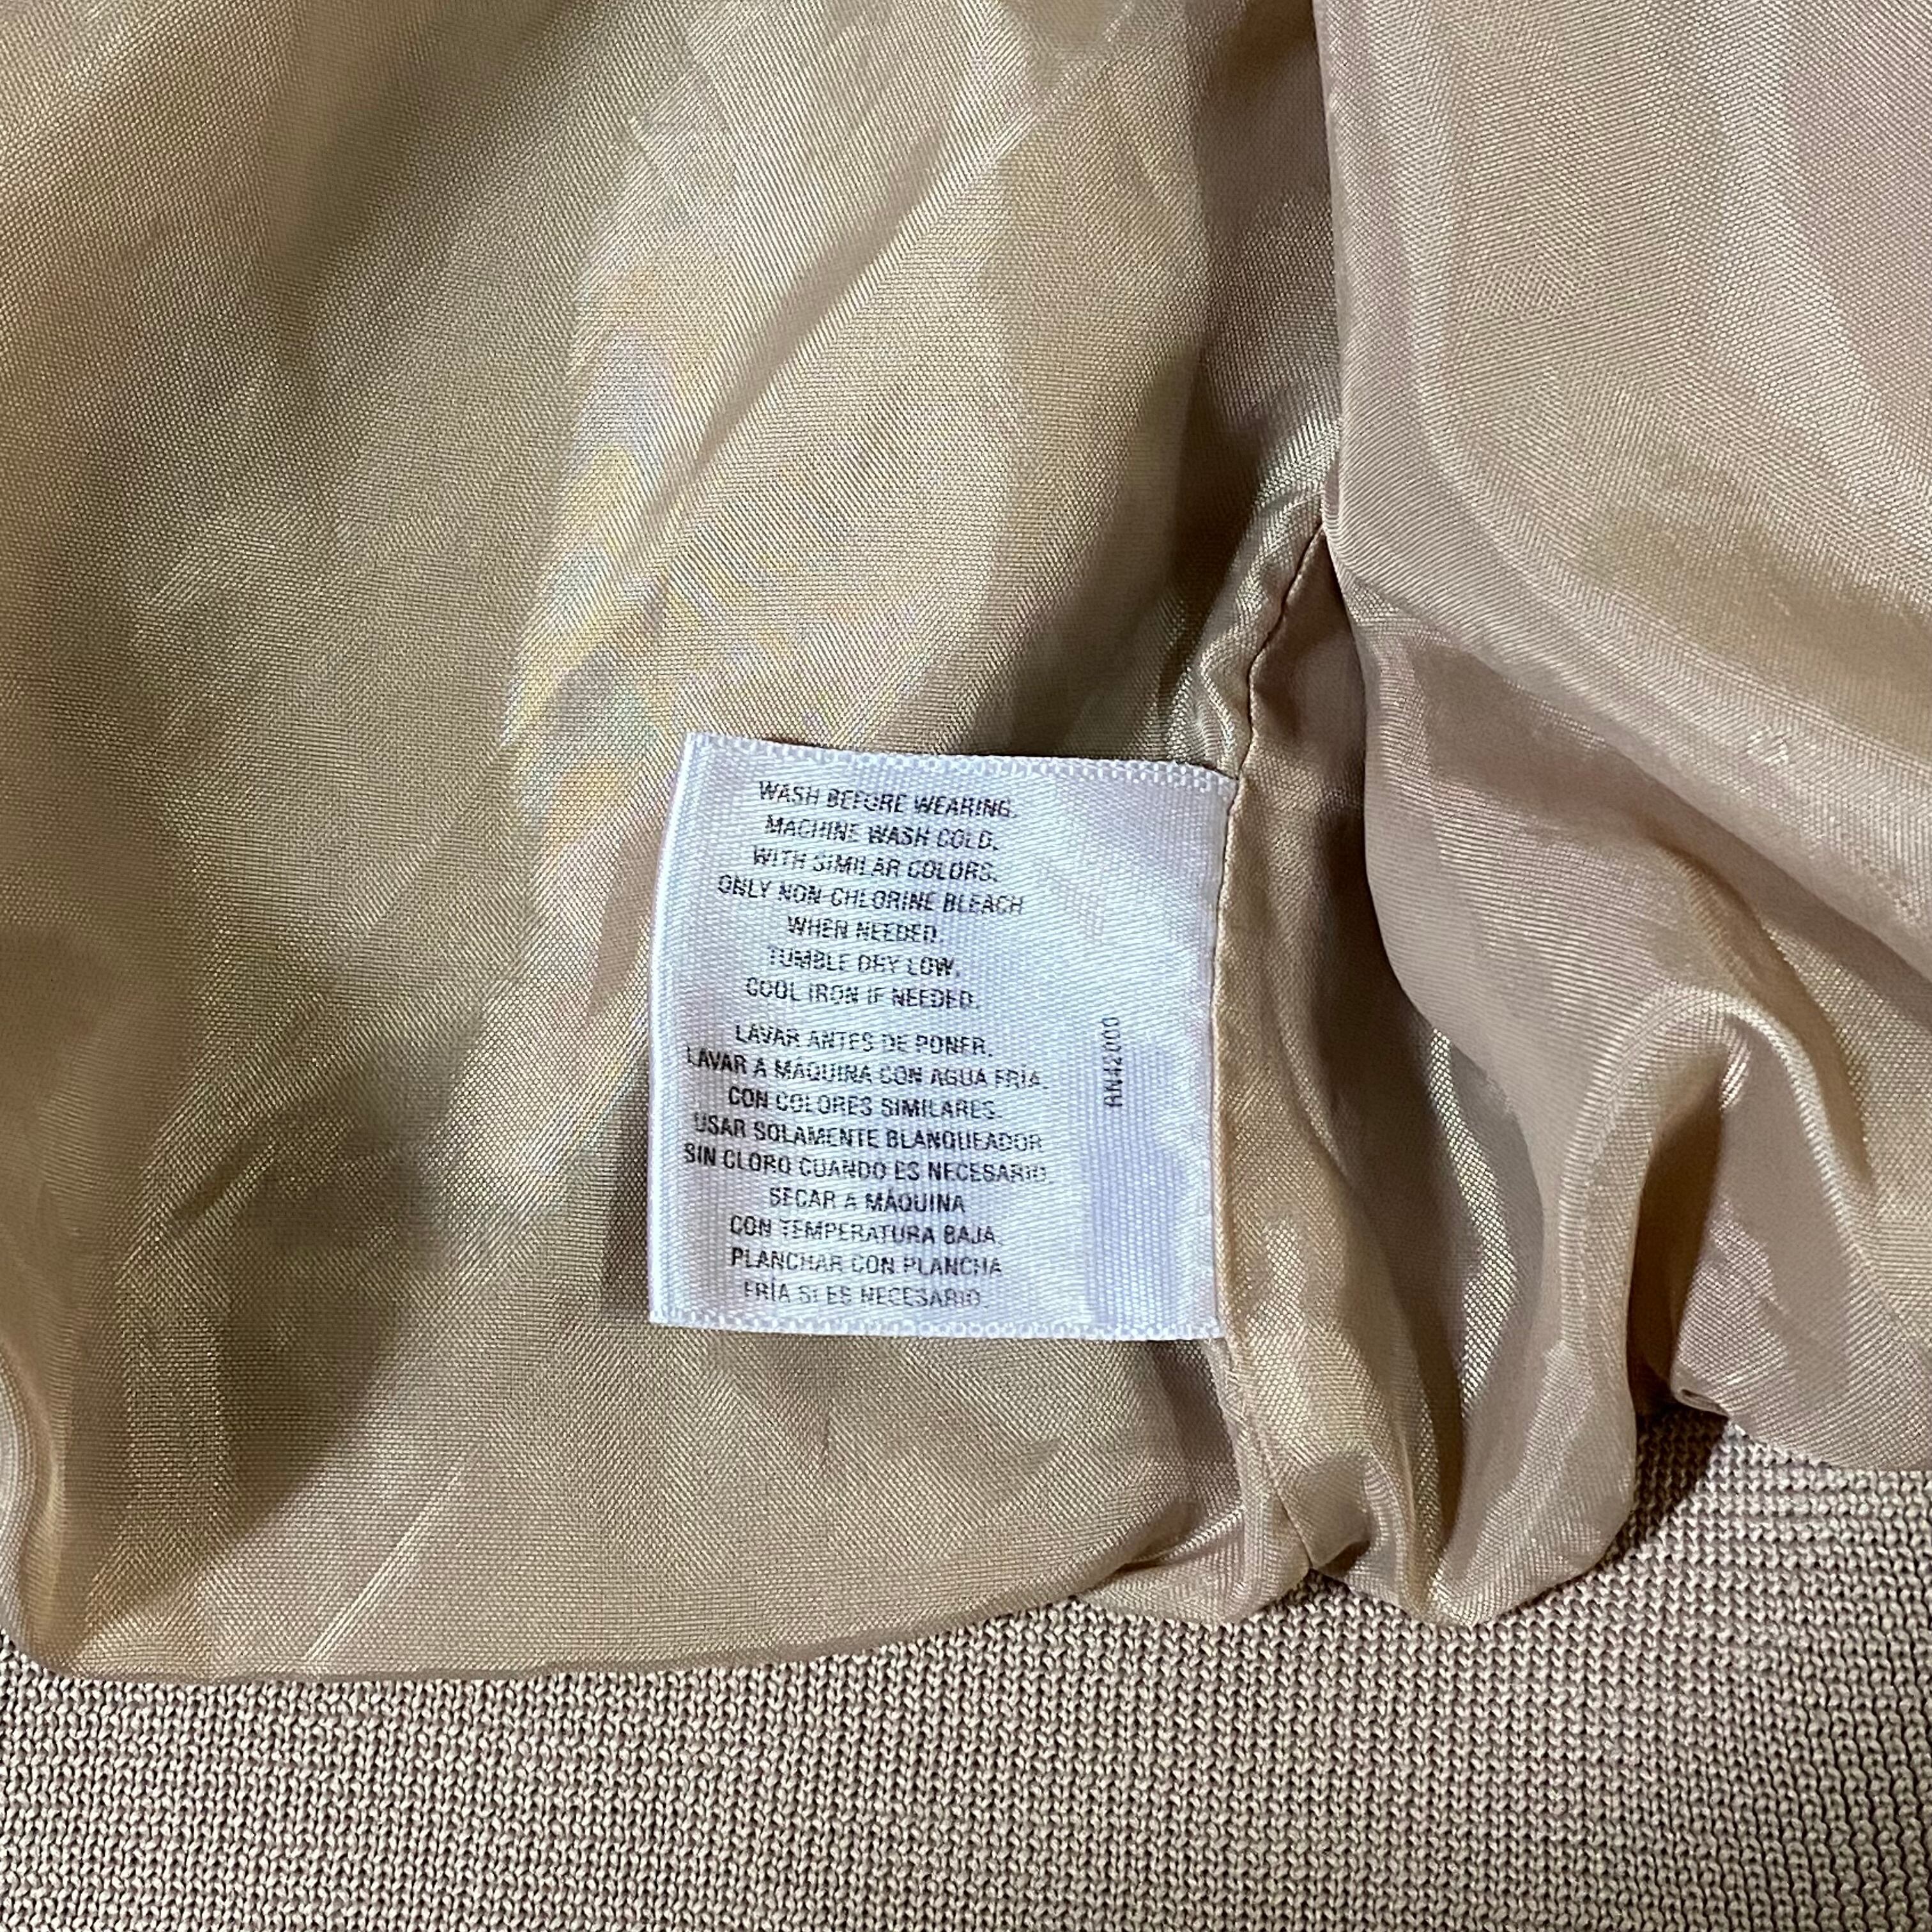 WASH BEFORE WEARING.
MACHINE WASH COLD.
WITH SIMILAR COLORS.
ONLY NON-CHLORINE BLEACH
WHEN NEEDED.
TUMBLE DRY LOW.
COOL IRON IF NEEDED.
LAVAR ANTES DE PONER.
LAVAR A MÁQUINA CON AGUA FRÍA.
CON COLORES SIMILARES.
USAR SOLAMENTE BLANQUEADOR
SIN CLORO CUANDO ES NECESARIO.
SECAR A MÁQUINA
CON TEMPERATURA BAJA.
PLANCHAR CON PLANCHA
FRÍA SI ES NECESARIO.
RN42000